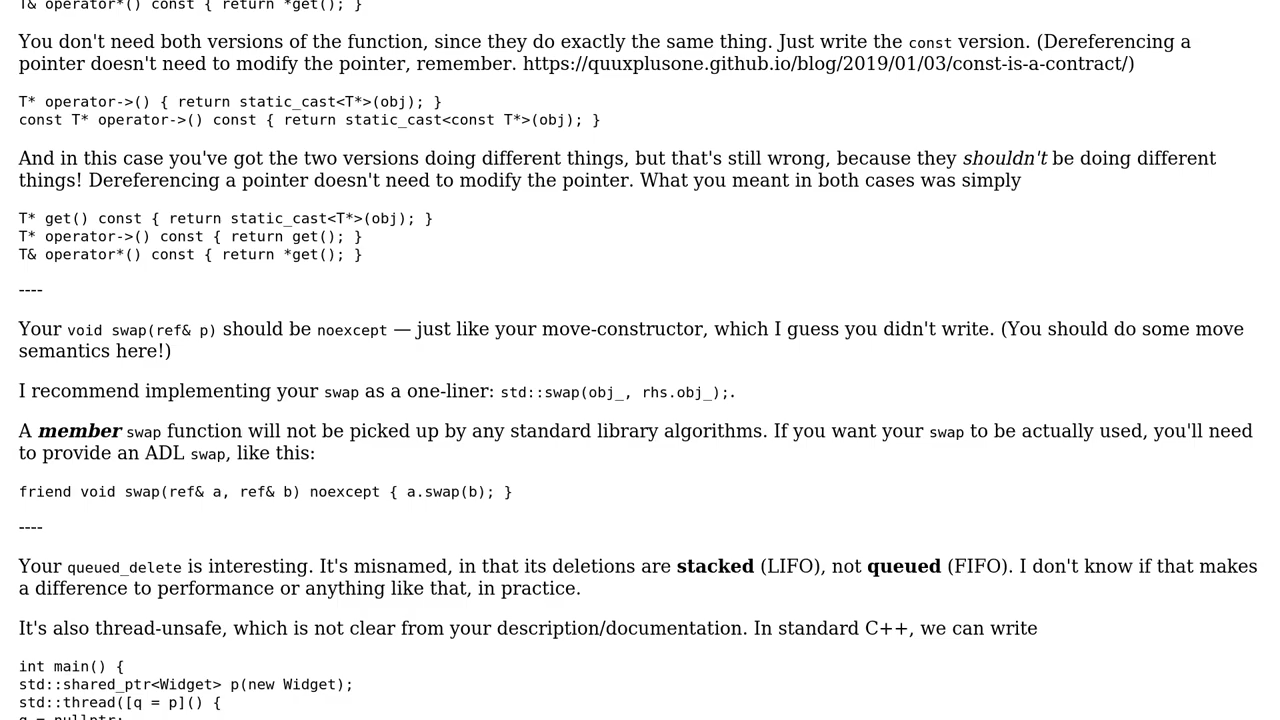 T& operator*() const { return *get(); }
You don't need both versions of the function, since they do exactly the same thing. Just write the const version. (Dereferencing a
pointer doesn't need to modify the pointer, remember. https://quuxplusone.github.io/blog/2019/01/03/const-is-a-contract/)
T* operator->() { return static_cast<T*>(obj); }
const T* operator->() const { return static_cast<const T*>(obj); }
And in this case you've got the two versions doing different things, but that's still wrong, because they shouldn't be doing different
things! Dereferencing a pointer doesn't need to modify the pointer. What you meant in both cases was simply
T* get() const { return static_cast<T*>(obj); }
T* operator->() const { return get(); }
T& operator*() const { return *get(); }
----
Your void swap(ref& p) should be noexcept — just like your move-constructor, which I guess you didn't write. (You should do some move
semantics here!)
I recommend implementing your swap as a one-liner: std::swap(obj_, rhs.obj_);.
A member swap function will not be picked up by any standard library algorithms. If you want your swap to be actually used, you'll need
to provide an ADL swap, like this:
friend void swap(ref& a, ref& b) noexcept { a.swap(b); }
----
Your queued_delete is interesting. It's misnamed, in that its deletions are stacked (LIFO), not queued (FIFO). I don't know if that makes
a difference to performance or anything like that, in practice.
It's also thread-unsafe, which is not clear from your description/documentation. In standard C++, we can write
int main() {
std::shared_ptr<Widget> p(new Widget);
std::thread([q = p]() {
q = nullptr;